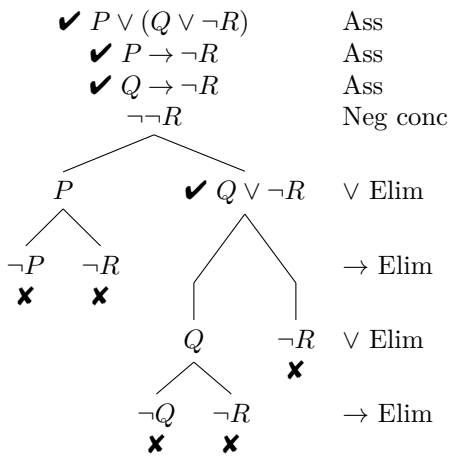 ✔ P ∨ (Q ∨ ¬R) Ass
✔ P → ¬R Ass
✔ Q → ¬R Ass
¬¬R Neg conc
P ✔ Q ∨ ¬R ∨ Elim
¬P ¬R → Elim
✘ ✘
Q ¬R ∨ Elim
✘
¬Q ¬R → Elim
✘ ✘